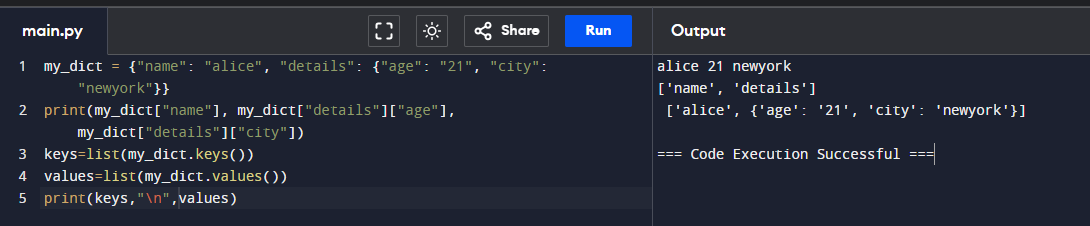 main.py
Share
Run
Output
1 my_dict = {"name": "alice", "details": {"age": "21", "city":
"newyork"}}
2 print(my_dict["name"], my_dict["details"]["age"],
my_dict["details"]["city"])
3 keys=list(my_dict.keys())
4 values=list(my_dict.values())
5 print(keys,"\n",values)
alice 21 newyork
['name', 'details']
 ['alice', {'age': '21', 'city': 'newyork'}]
=== Code Execution Successful ===